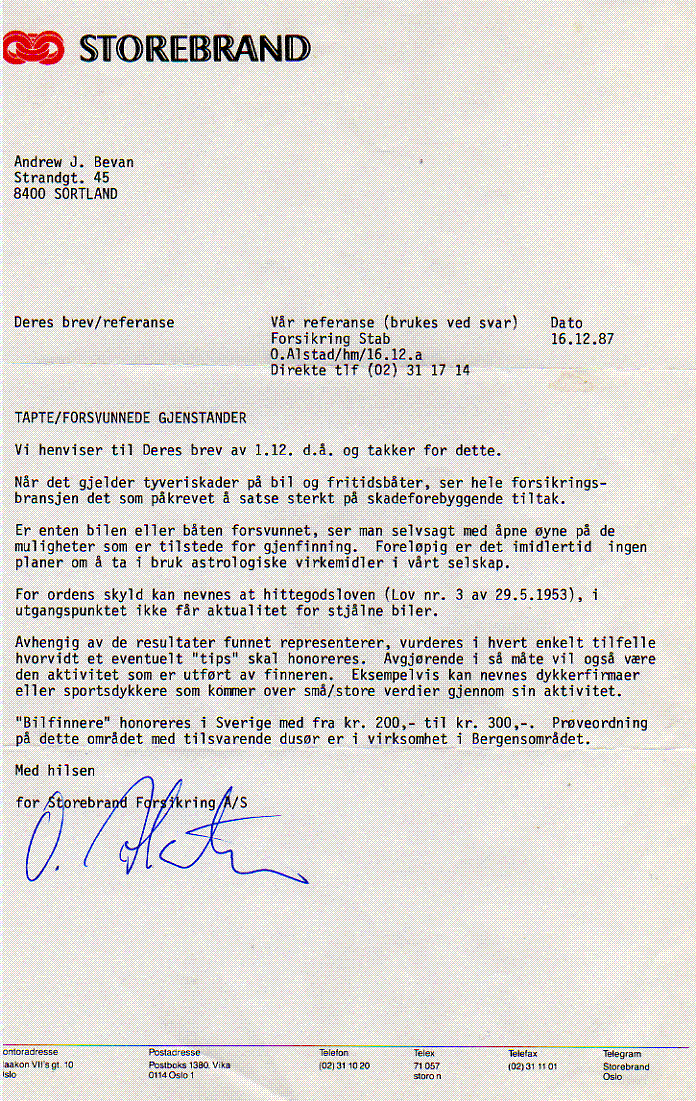 STOREBRAND
Andrew J. Bevan
Strandgt. 45
8400 SORTLAND
Deres brev/referanse
Vår referanse (brukes ved svar)
Dato
Forsikring Stab
16.12.87
O.Alstad/hm/16.12.a
Direkte tlf (02) 31 17 14
TAPTE/FORSVUNNEDE GJENSTANDER
Vi henviser til Deres brev av 1.12. d.å. og takker for dette.
Når det gjelder tyveriskader på bil og fritidsbåter, ser hele forsikrings-
bransjen det som påkrevet å satse sterkt på skadeforebyggende tiltak.
Er enten bilen eller båten forsvunnet, ser man selvsagt med åpne øyne på de
muligheter som er tilstede for gjenfinning. Foreløpig er det imidlertid ingen
planer om å ta i bruk astrologiske virkemidler i vårt selskap.
For ordens skyld kan nevnes at hittegodsloven (Lov nr. 3 av 29.5.1953), i
utgangspunktet ikke får aktualitet for stjålne biler.
Avhengig av de resultater funnet representerer, vurderes i hvert enkelt tilfelle
hvorvidt et eventuelt "tips" skal honoreres. Avgjørende i så måte vil også være
den aktivitet som er utført av finneren. Eksempelvis kan nevnes dykkerfirmaer
eller sportsdykkere som kommer over små/store verdier gjennom sin aktivitet.
"Bilfinnere" honoreres i Sverige med fra kr. 200,- til kr. 300,-. Prøveordning
på dette området med tilsvarende dusør er i virksomhet i Bergensområdet.
Med hilsen
for Storebrand Forsikring A/S
ontoradresse
aakon VII's gt. 10
slo
Postadresse
Postboks 1380, Vika
0114 Oslo 1
Telefon
(02) 31 10 20
Telex
71 057
storo n
Telefax
(02) 31 11 01
Telegram
Storebrand
Oslo